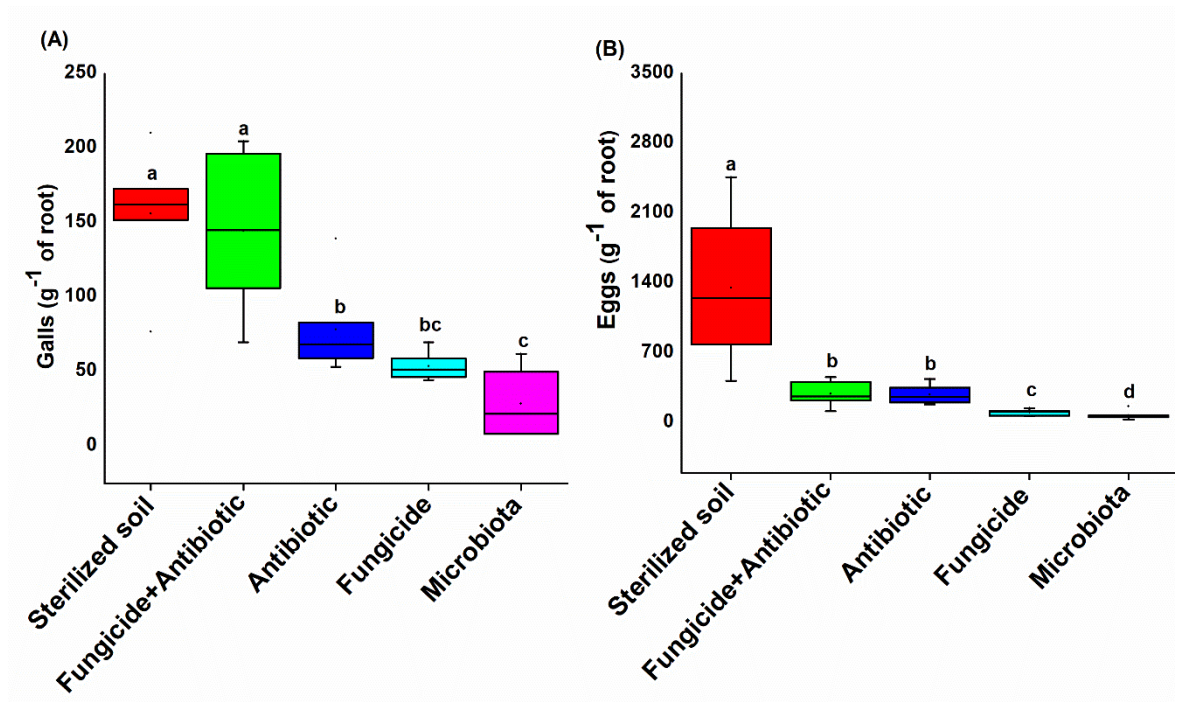 (A)
Galls (g-1 of root)
250
200
150
100
50
0
a
a
b
bc
c
Sterilized soil
Fungicide+Antibiotic
Antibiotic
Fungicide
Microbiota
(B)
Eggs (g-1 of root)
3500
2800
2100
1400
700
0
a
b
b
c
d
Sterilized soil
Fungicide+Antibiotic
Antibiotic
Fungicide
Microbiota